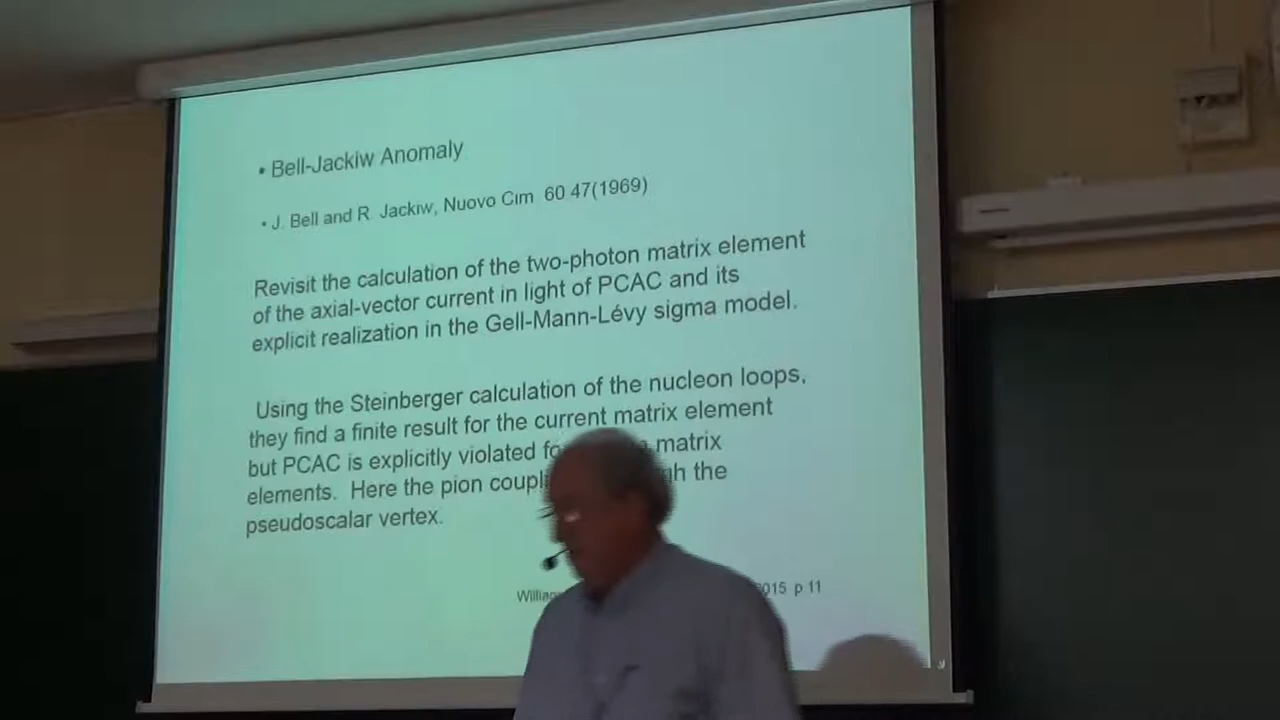 • Bell-Jackiw Anomaly
• J. Bell and R. Jackiw, Nuovo Cim 60 47(1969)
Revisit the calculation of the two-photon matrix element
of the axial-vector current in light of PCAC and its
explicit realization in the Gell-Mann-Lévy sigma model.
Using the Steinberger calculation of the nucleon loops,
they find a finite result for the current matrix element
but PCAC is explicitly violated matrix
elements. Here the pion the
pseudoscalar vertex.
p 11